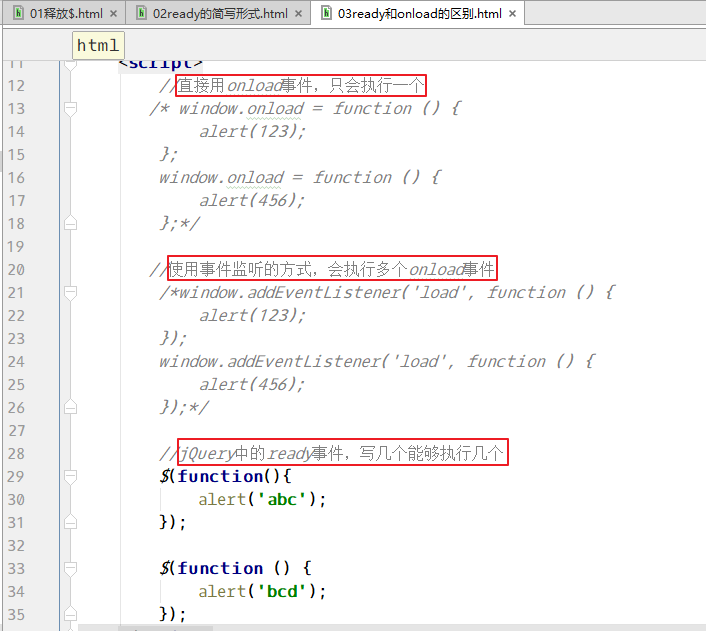 01释放$.html × 02ready的简写形式.html × 03ready和onload的区别.html ×
html
11 <script>
12 //直接用onload事件，只会执行一个
13 /* window.onload = function () {
14 alert(123);
15 };
16 window.onload = function () {
17 alert(456);
18 };*/
19
20 //使用事件监听的方式，会执行多个onload事件
21 /*window.addEventListener('load', function () {
22 alert(123);
23 });
24 window.addEventListener('load', function () {
25 alert(456);
26 });*/
27
28 //jQuery中的ready事件，写几个能够执行几个
29 $(function(){
30 alert('abc');
31 });
32
33 $(function () {
34 alert('bcd');
35 });